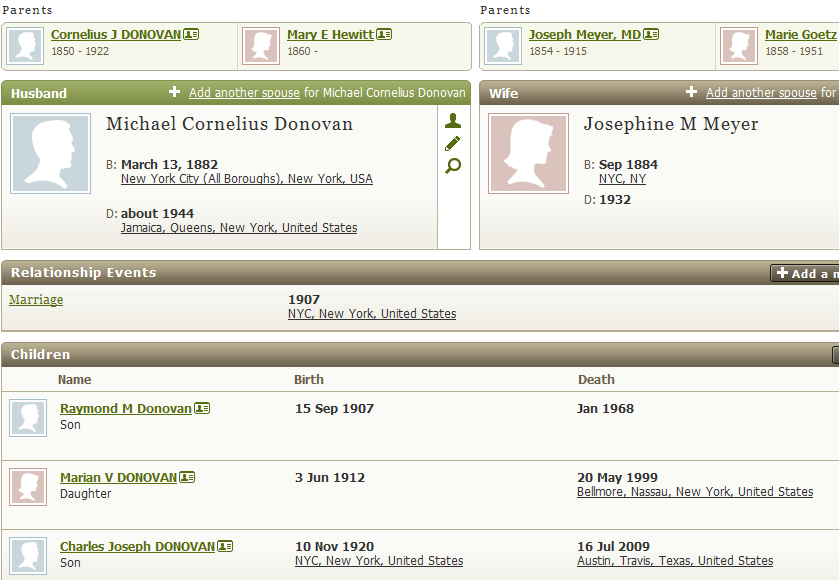 Parents
Parents
Cornelius J DONOVAN
1850 - 1922
Mary E Hewitt
1860 -
Joseph Meyer, MD
1854 - 1915
Marie Goetz
1858 - 1951
Husband
Add another spouse for Michael Cornelius Donovan
Wife
Add another spouse for
Michael Cornelius Donovan
B: March 13, 1882
New York City (All Boroughs), New York, USA
D: about 1944
Jamaica, Queens, New York, United States
Josephine M Meyer
B: Sep 1884
NYC, NY
D: 1932
Relationship Events
Add a m
Marriage
1907
NYC, New York, United States
Children
Name Birth Death
Raymond M Donovan 15 Sep 1907 Jan 1968
Son
Marian V DONOVAN 3 Jun 1912 20 May 1999
Daughter Bellmore, Nassau, New York, United States
Charles Joseph DONOVAN 10 Nov 1920 16 Jul 2009
Son NYC, New York, United States Austin, Travis, Texas, United States